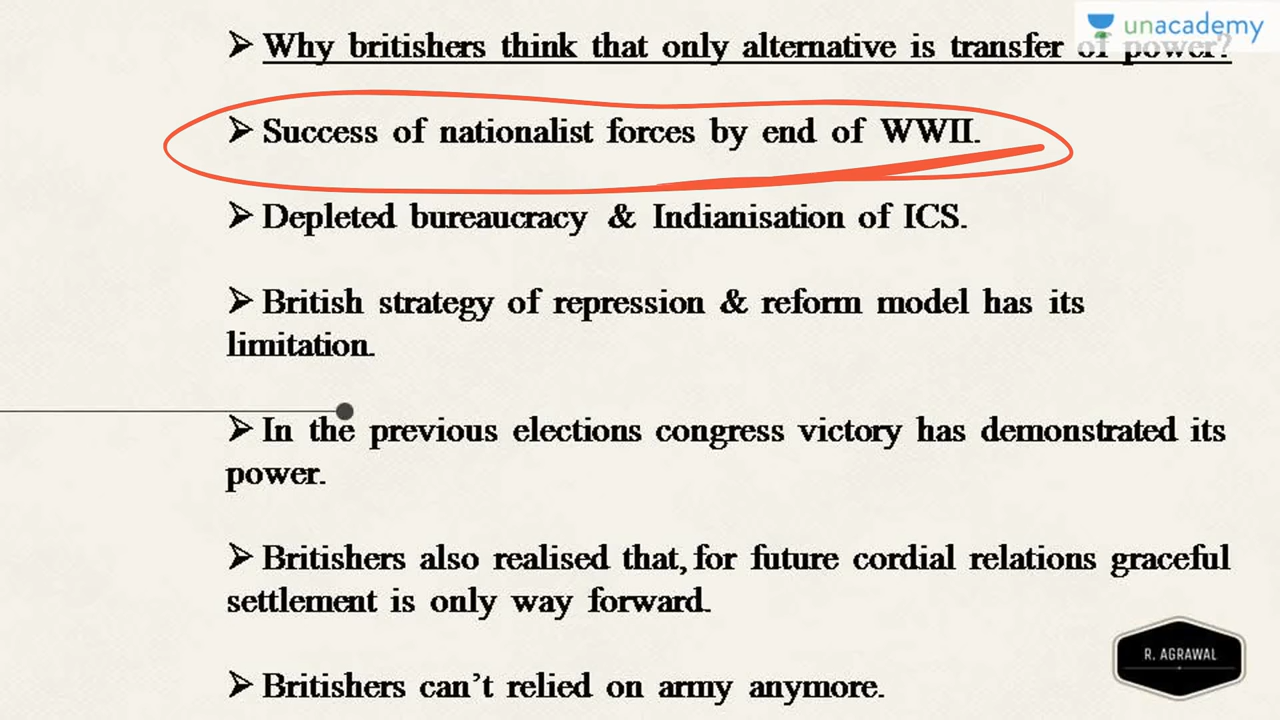 unacademy
➢ Why britishers think that only alternative is transfer of power?
➢ Success of nationalist forces by end of WWII.
➢ Depleted bureaucracy & Indianisation of ICS.
➢ British strategy of repression & reform model has its
limitation.
➢ In the previous elections congress victory has demonstrated its
power.
➢ Britishers also realised that, for future cordial relations graceful
settlement is only way forward.
R. AGRAWAL
➢ Britishers can't relied on army anymore.